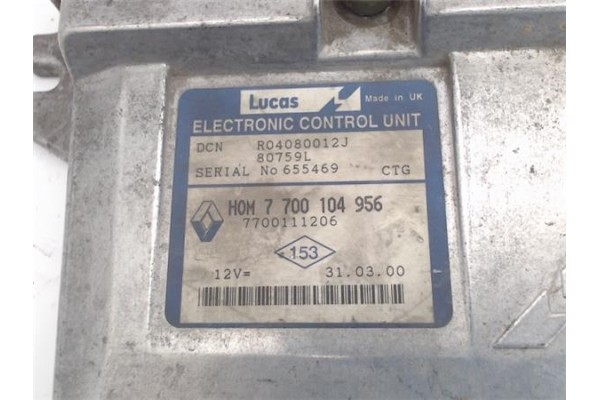 Lucas Made in UK
ELECTRONIC CONTROL UNIT
DCN R04080012J
80759L
SERIAL No 655469 CTG
HOM 7 700 104 956
7700111206
153
12V= 31.03.00